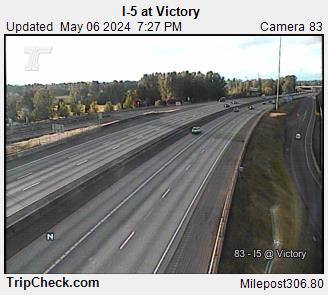 I-5 at Victory
Updated May 06 2024 7:27 PM Camera 83
T
N
83 - I5 @ Victory
TripCheck.com Milepost306.80